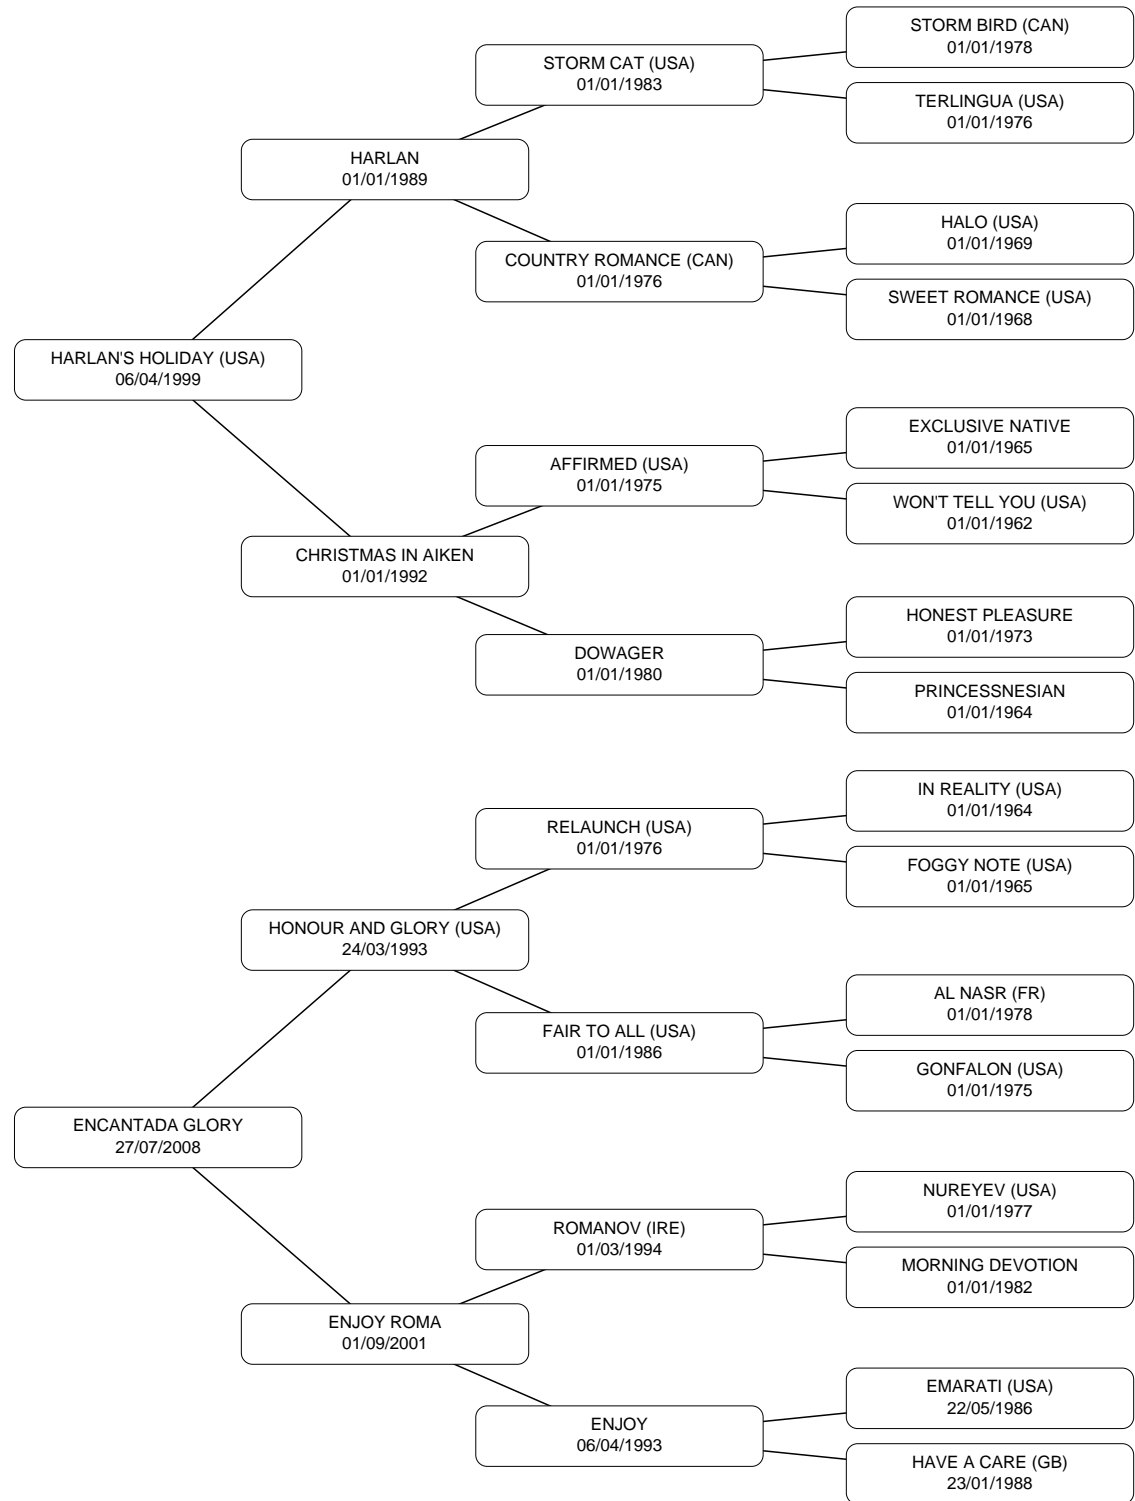 STORM BIRD (CAN)
01/01/1978
STORM CAT (USA)
01/01/1983
TERLINGUA (USA)
01/01/1976
HARLAN
01/01/1989
HALO (USA)
01/01/1969
COUNTRY ROMANCE (CAN)
01/01/1976
SWEET ROMANCE (USA)
01/01/1968
HARLAN'S HOLIDAY (USA)
06/04/1999
EXCLUSIVE NATIVE
01/01/1965
AFFIRMED (USA)
01/01/1975
WON'T TELL YOU (USA)
01/01/1962
CHRISTMAS IN AIKEN
01/01/1992
HONEST PLEASURE
01/01/1973
DOWAGER
01/01/1980
PRINCESSNESIAN
01/01/1964
IN REALITY (USA)
01/01/1964
RELAUNCH (USA)
01/01/1976
FOGGY NOTE (USA)
01/01/1965
HONOUR AND GLORY (USA)
24/03/1993
AL NASR (FR)
01/01/1978
FAIR TO ALL (USA)
01/01/1986
GONFALON (USA)
01/01/1975
ENCANTADA GLORY
27/07/2008
NUREYEV (USA)
01/01/1977
ROMANOV (IRE)
01/03/1994
MORNING DEVOTION
01/01/1982
ENJOY ROMA
01/09/2001
EMARATI (USA)
22/05/1986
ENJOY
06/04/1993
HAVE A CARE (GB)
23/01/1988